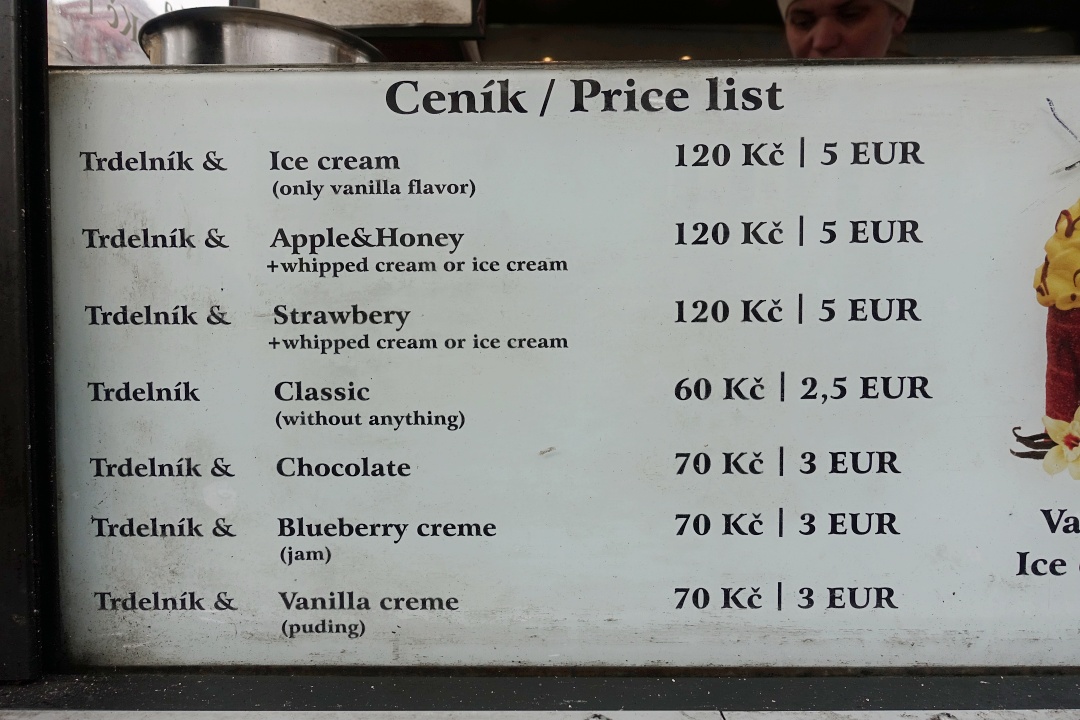 Ceník / Price list
Trdelník & Ice cream 120 Kč | 5 EUR
(only vanilla flavor)
Trdelník & Apple&Honey 120 Kč | 5 EUR
+whipped cream or ice cream
Trdelník & Strawbery 120 Kč | 5 EUR
+whipped cream or ice cream
Trdelník Classic 60 Kč | 2,5 EUR
(without anything)
Trdelník & Chocolate 70 Kč | 3 EUR
Trdelník & Blueberry creme 70 Kč | 3 EUR
(jam)
Trdelník & Vanilla creme 70 Kč | 3 EUR
(puding)
Va
Ice